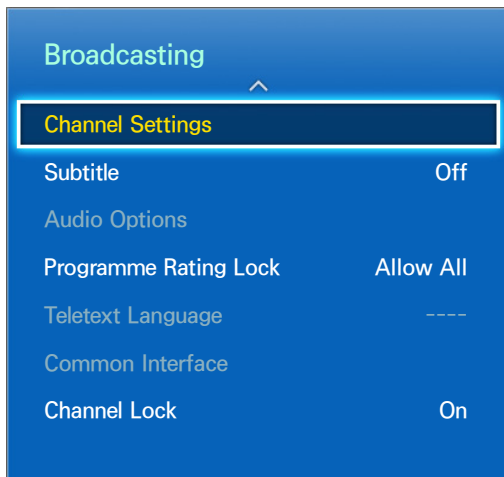 Broadcasting
Channel Settings
Subtitle Off
Audio Options
Programme Rating Lock Allow All
Teletext Language ----
Common Interface
Channel Lock On